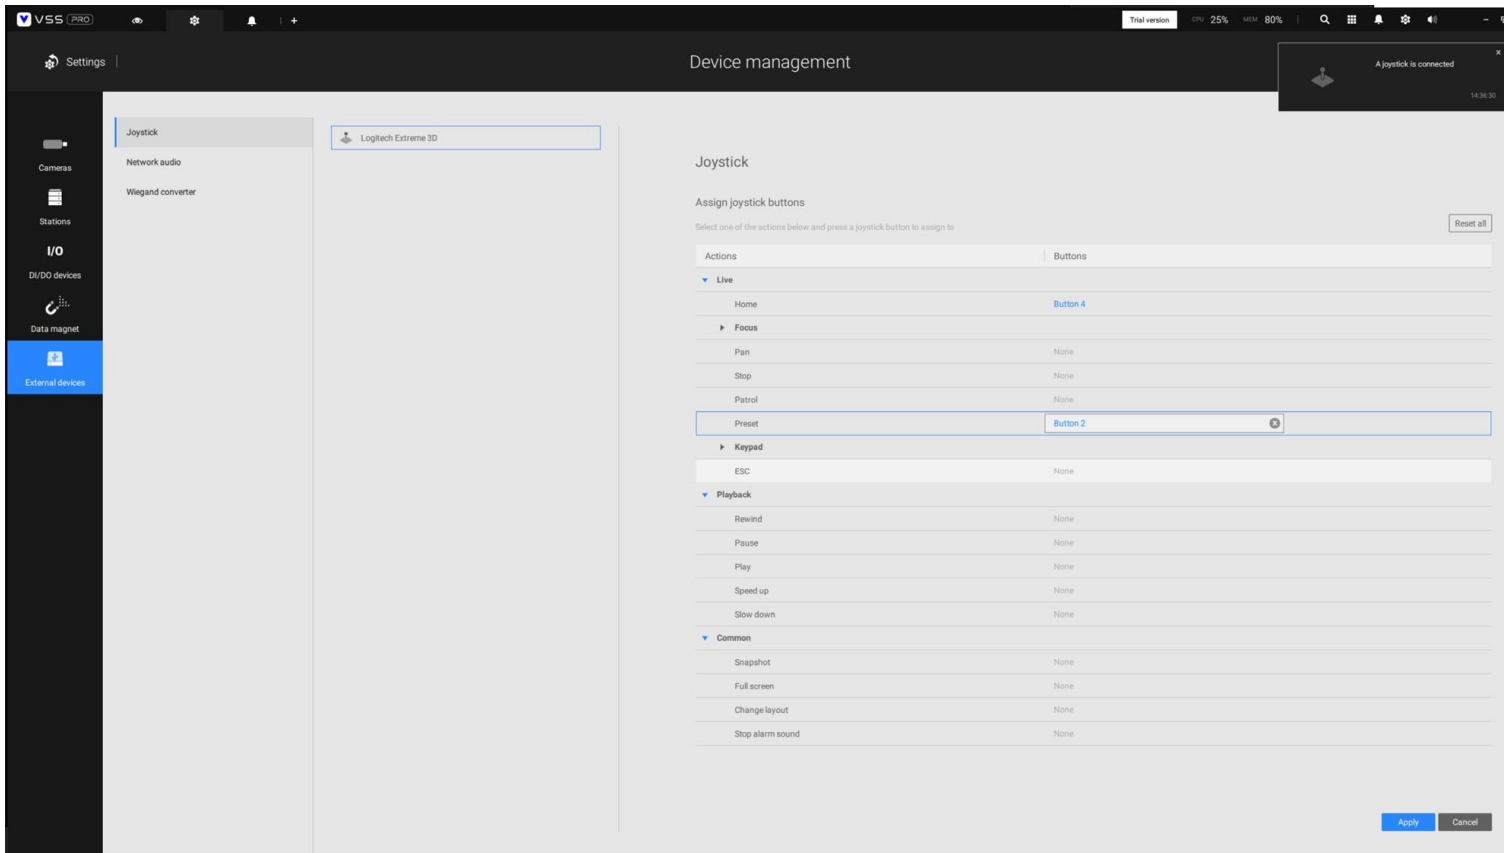 VSS PRO
Trial version CPU 25% MEM 80%
Settings
Device management
A joystick is connected
14:36:30
Cameras
Stations
I/O
DI/DO devices
Data magnet
External devices
Joystick
Network audio
Wiegand converter
Logitech Extreme 3D
Joystick
Assign joystick buttons
Select one of the actions below and press a joystick button to assign to
Reset all
Actions Buttons
Live
Home Button 4
Focus
Pan None
Stop None
Patrol None
Preset Button 2
Keypad
ESC None
Playback
Rewind None
Pause None
Play None
Speed up None
Slow down None
Common
Snapshot None
Full screen None
Change layout None
Stop alarm sound None
Apply Cancel